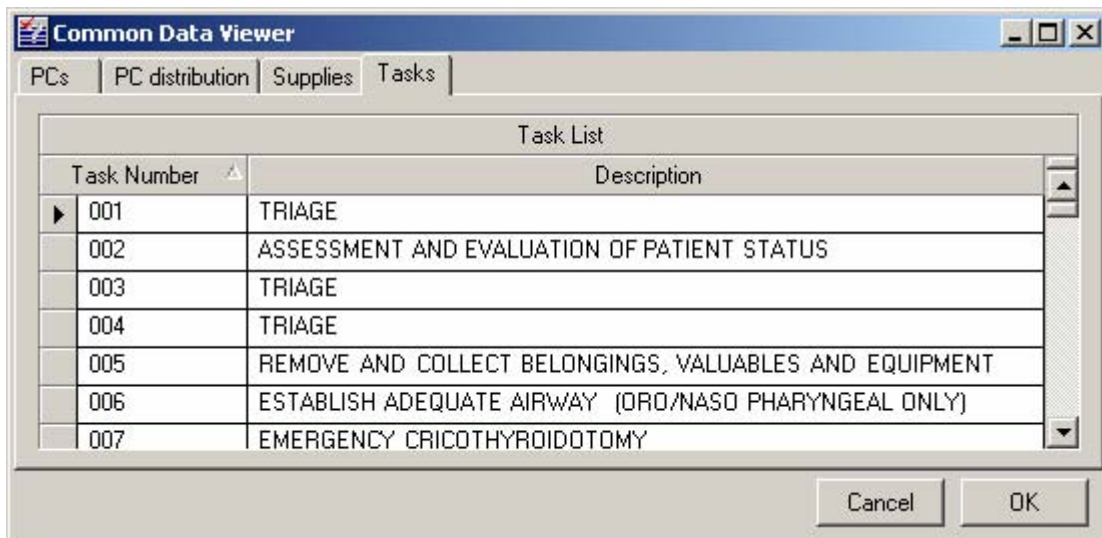 Common Data Viewer
PCs PC distribution Supplies Tasks
Task List
Task Number Description
001 TRIAGE
002 ASSESSMENT AND EVALUATION OF PATIENT STATUS
003 TRIAGE
004 TRIAGE
005 REMOVE AND COLLECT BELONGINGS, VALUABLES AND EQUIPMENT
006 ESTABLISH ADEQUATE AIRWAY (ORO/NASO PHARYNGEAL ONLY)
007 EMERGENCY CRICOTHYROIDOTOMY
Cancel OK